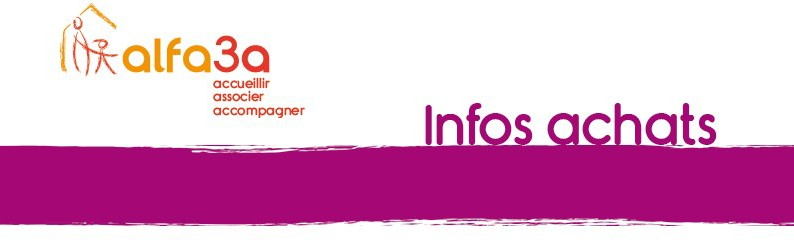 alfa3a
accueillir
associer
accompagner
Infos achats